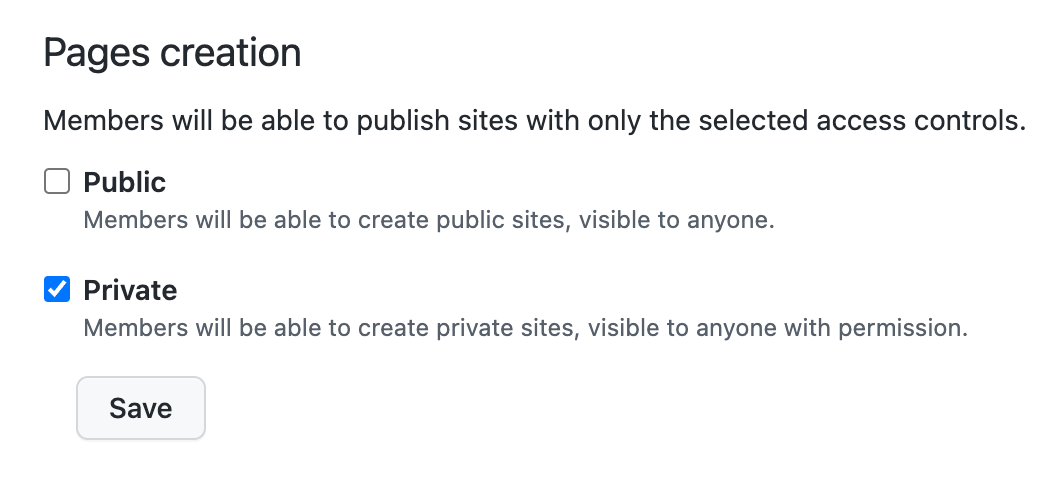 Pages creation
Members will be able to publish sites with only the selected access controls.
Public
Members will be able to create public sites, visible to anyone.
Private
Members will be able to create private sites, visible to anyone with permission.
Save